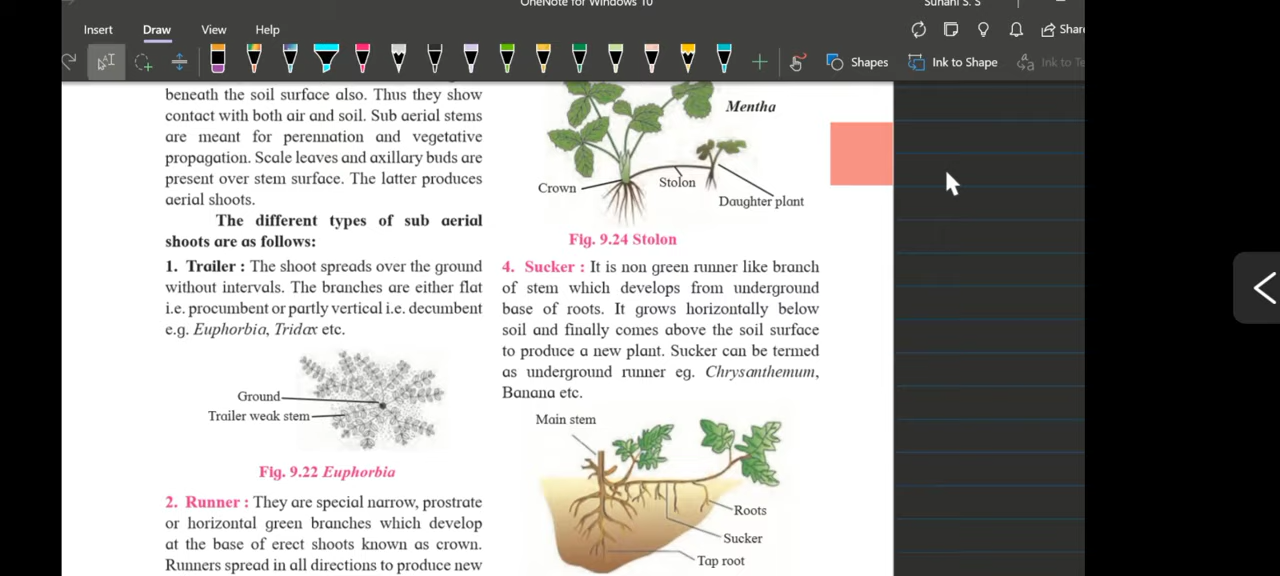 OneNote for Windows 10
Suhani S. S
Insert Draw View Help Shar
Shapes Ink to Shape Ink to Te
beneath the soil surface also. Thus they show
contact with both air and soil. Sub aerial stems
are meant for perennation and vegetative
propagation. Scale leaves and axillary buds are
present over stem surface. The latter produces
aerial shoots.
The different types of sub aerial
shoots are as follows:
1. Trailer : The shoot spreads over the ground
without intervals. The branches are either flat
i.e. procumbent or partly vertical i.e. decumbent
e.g. Euphorbia, Tridax etc.
Ground
Trailer weak stem
Fig. 9.22 Euphorbia
2. Runner : They are special narrow, prostrate
or horizontal green branches which develop
at the base of erect shoots known as crown.
Runners spread in all directions to produce new
Mentha
Crown
Stolon
Daughter plant
Fig. 9.24 Stolon
4. Sucker : It is non green runner like branch
of stem which develops from underground
base of roots. It grows horizontally below
soil and finally comes above the soil surface
to produce a new plant. Sucker can be termed
as underground runner eg. Chrysanthemum,
Banana etc.
Main stem
Roots
Sucker
Tap root